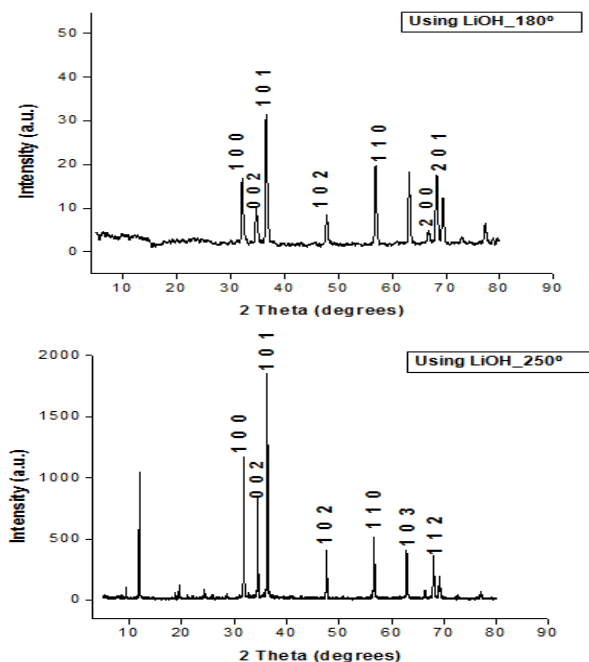 Using LiOH_180º
Intensity (a.u.)
50
40
30
20
10
0
1 0 0
0 0 2
1 0 1
1 0 2
1 1 0
2 0 0
2 0 1
10 20 30 40 50 60 70 80 90
2 Theta (degrees)
Using LiOH_250º
Intensity (a.u.)
2000
1500
1000
500
0
1 0 0
0 0 2
1 0 1
1 0 2
1 1 0
1 0 3
1 1 2
10 20 30 40 50 60 70 80 90
2 Theta (degrees)